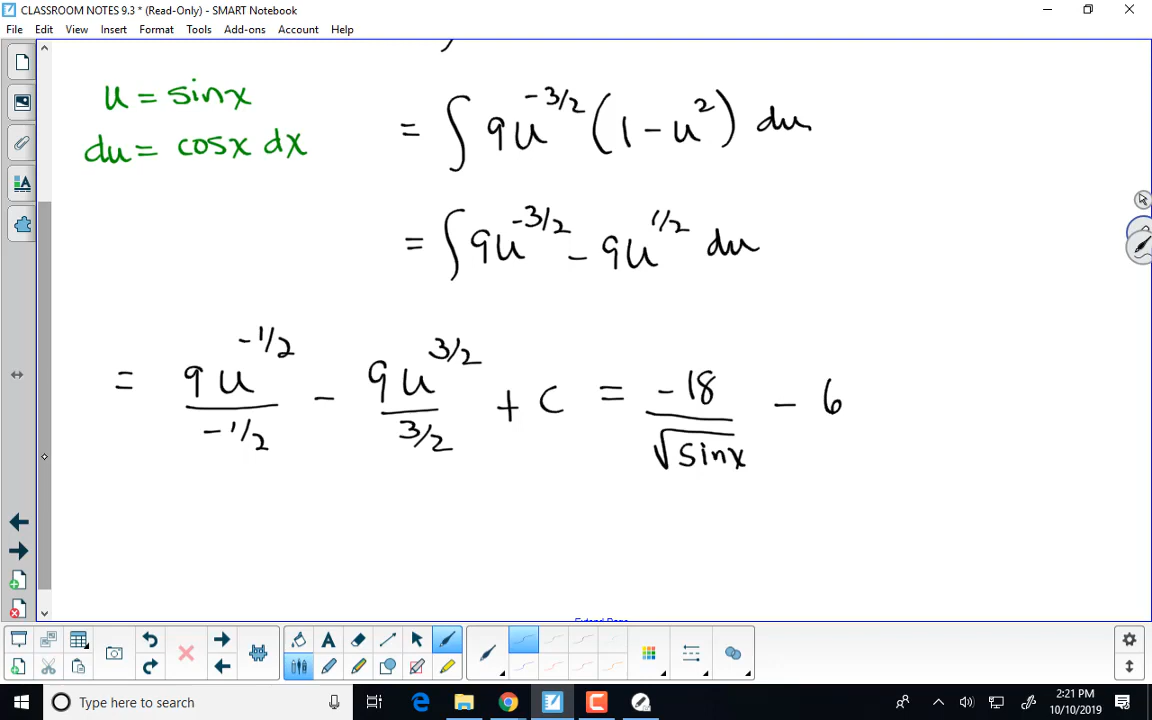 CLASSROOM NOTES 9.3 * (Read-Only) - SMART Notebook
File Edit View Insert Format Tools Add-ons Account Help
u = sinx
du = cosx dx
= ∫ 9u^(-3/2) (1 - u^2) du
= ∫ 9u^(-3/2) - 9u^(1/2) du
= 9u^(-1/2) / (-1/2) - 9u^(3/2) / (3/2) + C = -18 / √sinx - 6
Extend Page
A
Type here to search
2:21 PM
10/10/2019